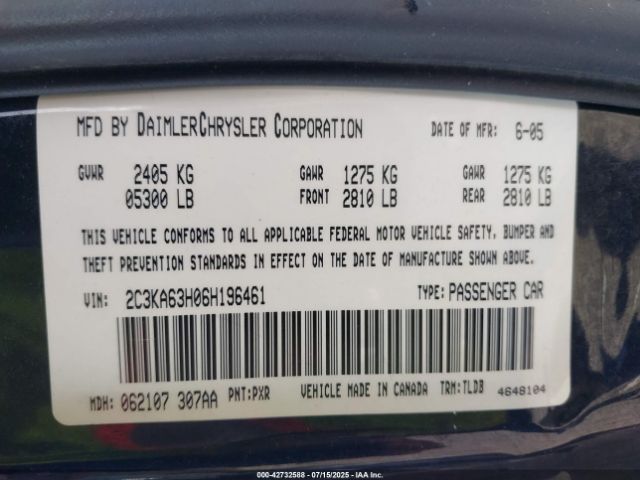 MFD BY DAIMLERCHRYSLER CORPORATION DATE OF MFR: 6-05
GVWR 2405 KG GAWR 1275 KG GAWR 1275 KG
05300 LB FRONT 2810 LB REAR 2810 LB
THIS VEHICLE CONFORMS TO ALL APPLICABLE FEDERAL MOTOR VEHICLE SAFETY, BUMPER AND
THEFT PREVENTION STANDARDS IN EFFECT ON THE DATE OF MANUFACTURE SHOWN ABOVE.
VIN: 2C3KA63H06H196461 TYPE: PASSENGER CAR
MDH: 062107 307AA PNT:PXR VEHICLE MADE IN CANADA TRM:TLDB 4648104
000-42732588 - 07/15/2025 - IAA Inc.